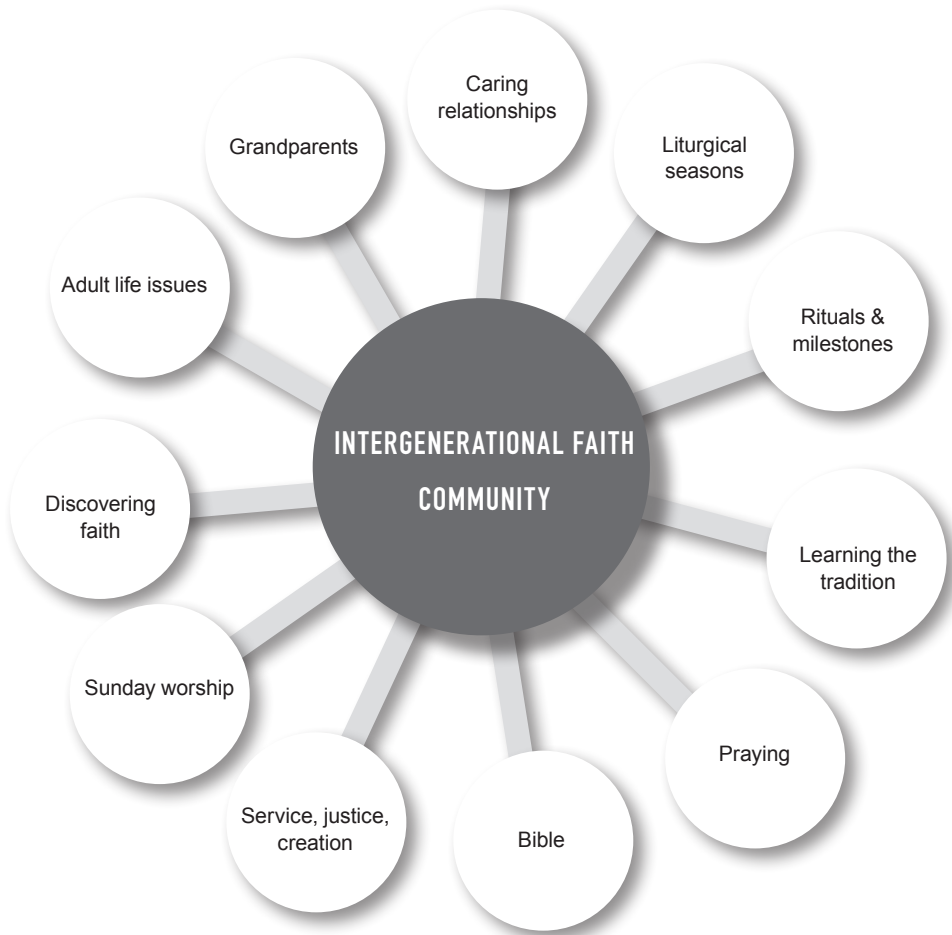 Caring
relationships
Liturgical
seasons
Rituals &
milestones
Learning the
tradition
Praying
Bible
Service, justice,
creation
Sunday worship
Discovering
faith
Adult life issues
Grandparents
INTERGENERATIONAL FAITH
COMMUNITY